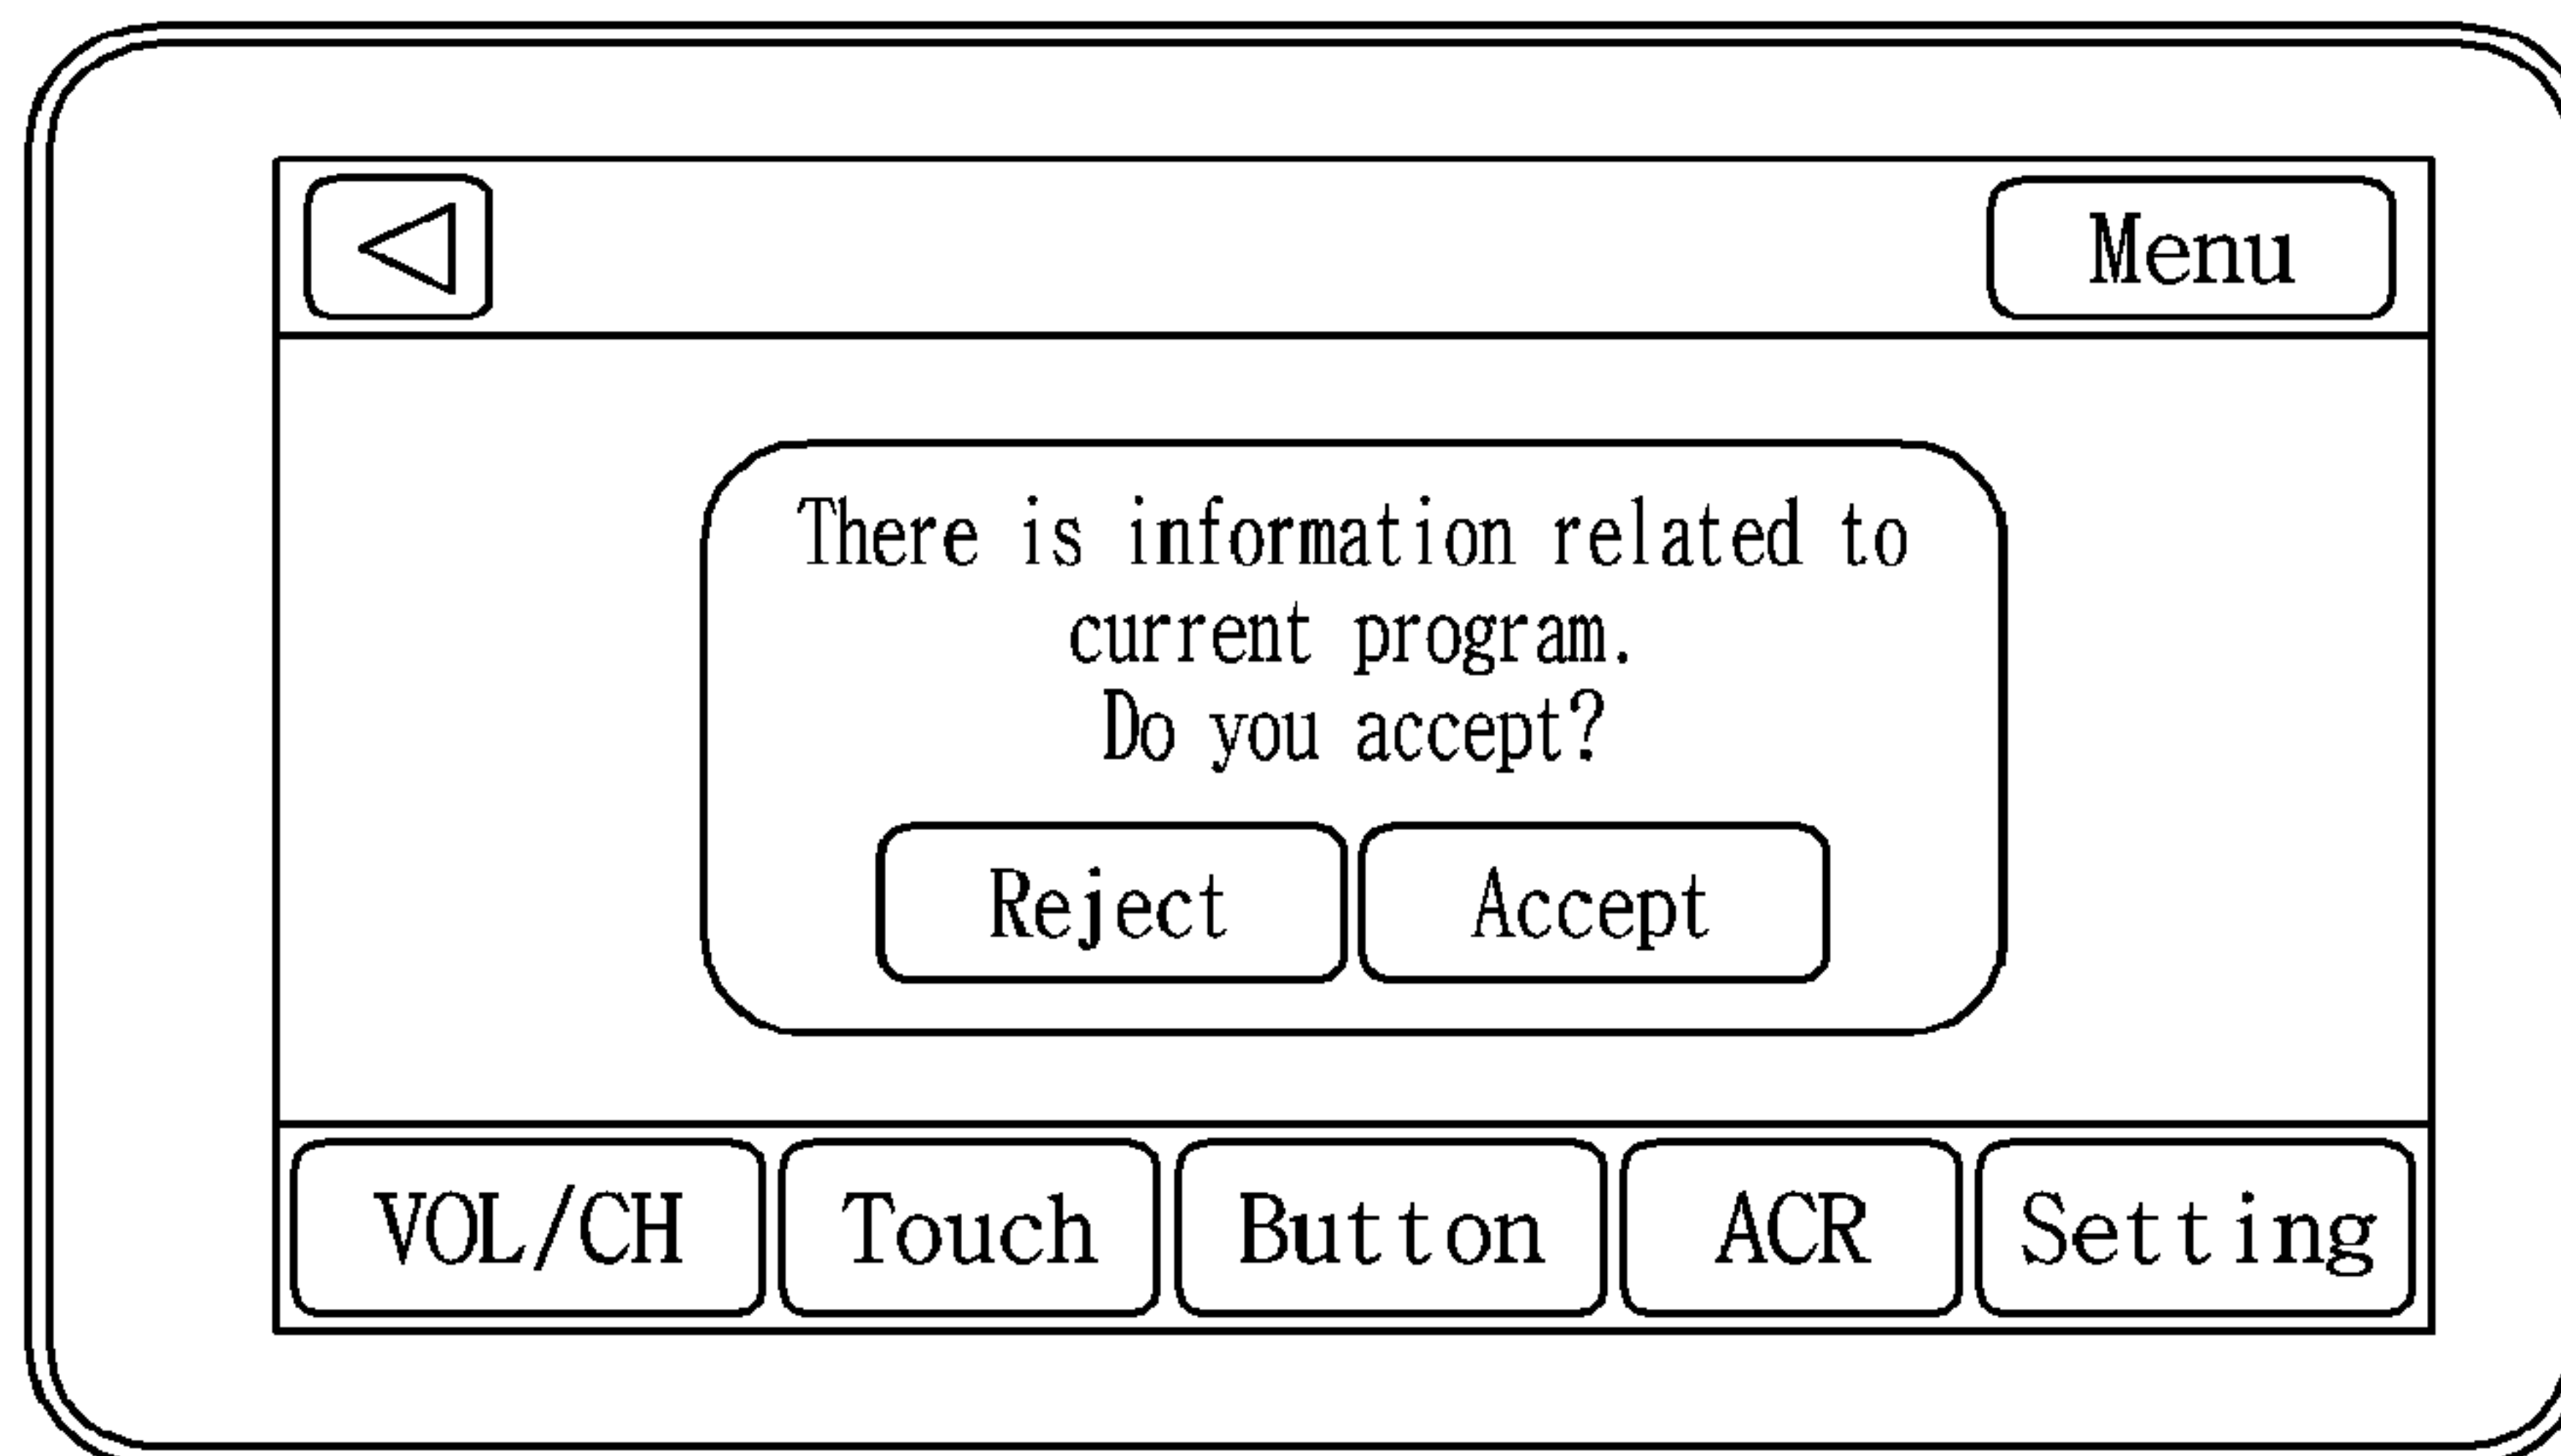 Menu
There is information related to
current program.
Do you accept?
Reject Accept
VOL/CH Touch Button ACR Setting